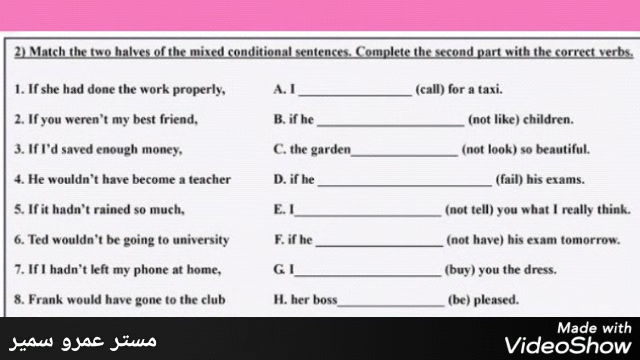 2) Match the two halves of the mixed conditional sentences. Complete the second part with the correct verbs.
1. If she had done the work properly, A. I _______________ (call) for a taxi.
2. If you weren't my best friend, B. if he ___________________ (not like) children.
3. If I'd saved enough money, C. the garden______________ (not look) so beautiful.
4. He wouldn't have become a teacher D. if he ______________________ (fail) his exams.
5. If it hadn't rained so much, E. I___________________ (not tell) you what I really think.
6. Ted wouldn't be going to university F. if he ________________ (not have) his exam tomorrow.
7. If I hadn't left my phone at home, G. I___________________ (buy) you the dress.
8. Frank would have gone to the club H. her boss______________ (be) pleased.
مستر عمرو سمير
Made with
VideoShow